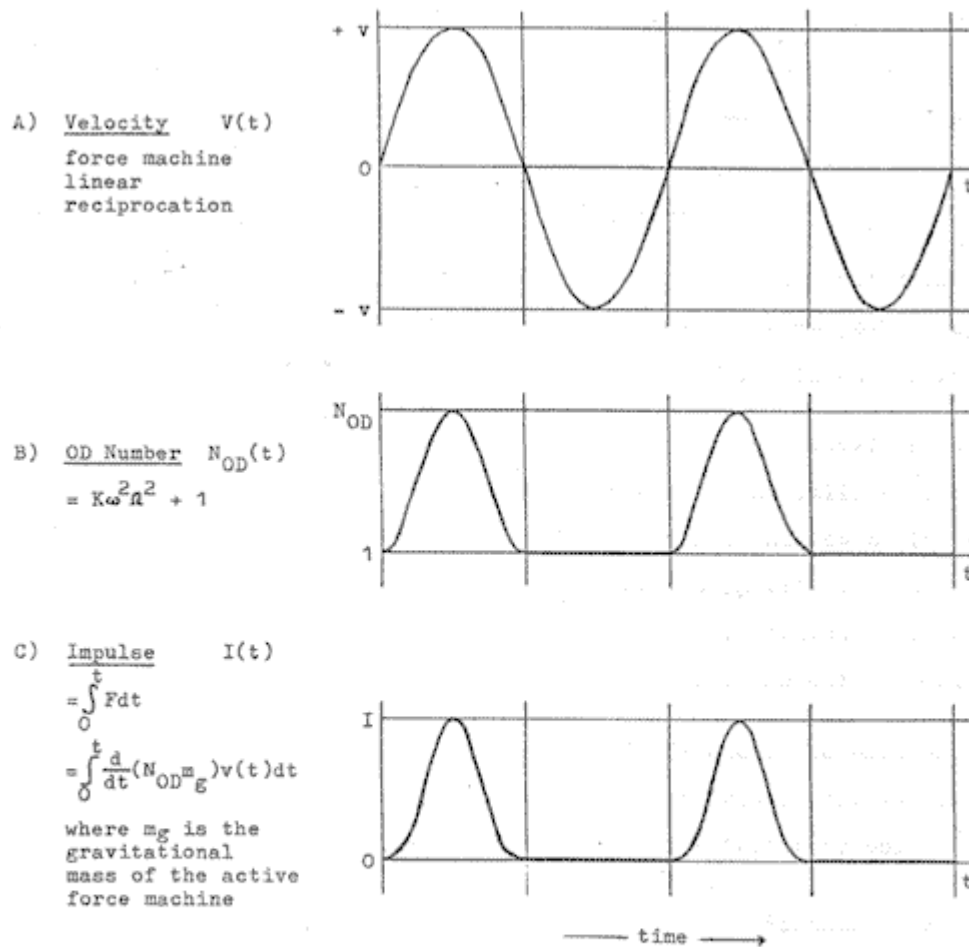 + v
A) Velocity V(t)
force machine
linear
reciprocation
0
t
- v
N_OD
B) OD Number N_OD(t)
= Kω²Ω² + 1
1
t
C) Impulse I(t)
=∫₀ᵗ Fdt
=∫₀ᵗ d/dt(N_OD m_g)v(t)dt
where mg is the
gravitational
mass of the active
force machine
I
0
t
time